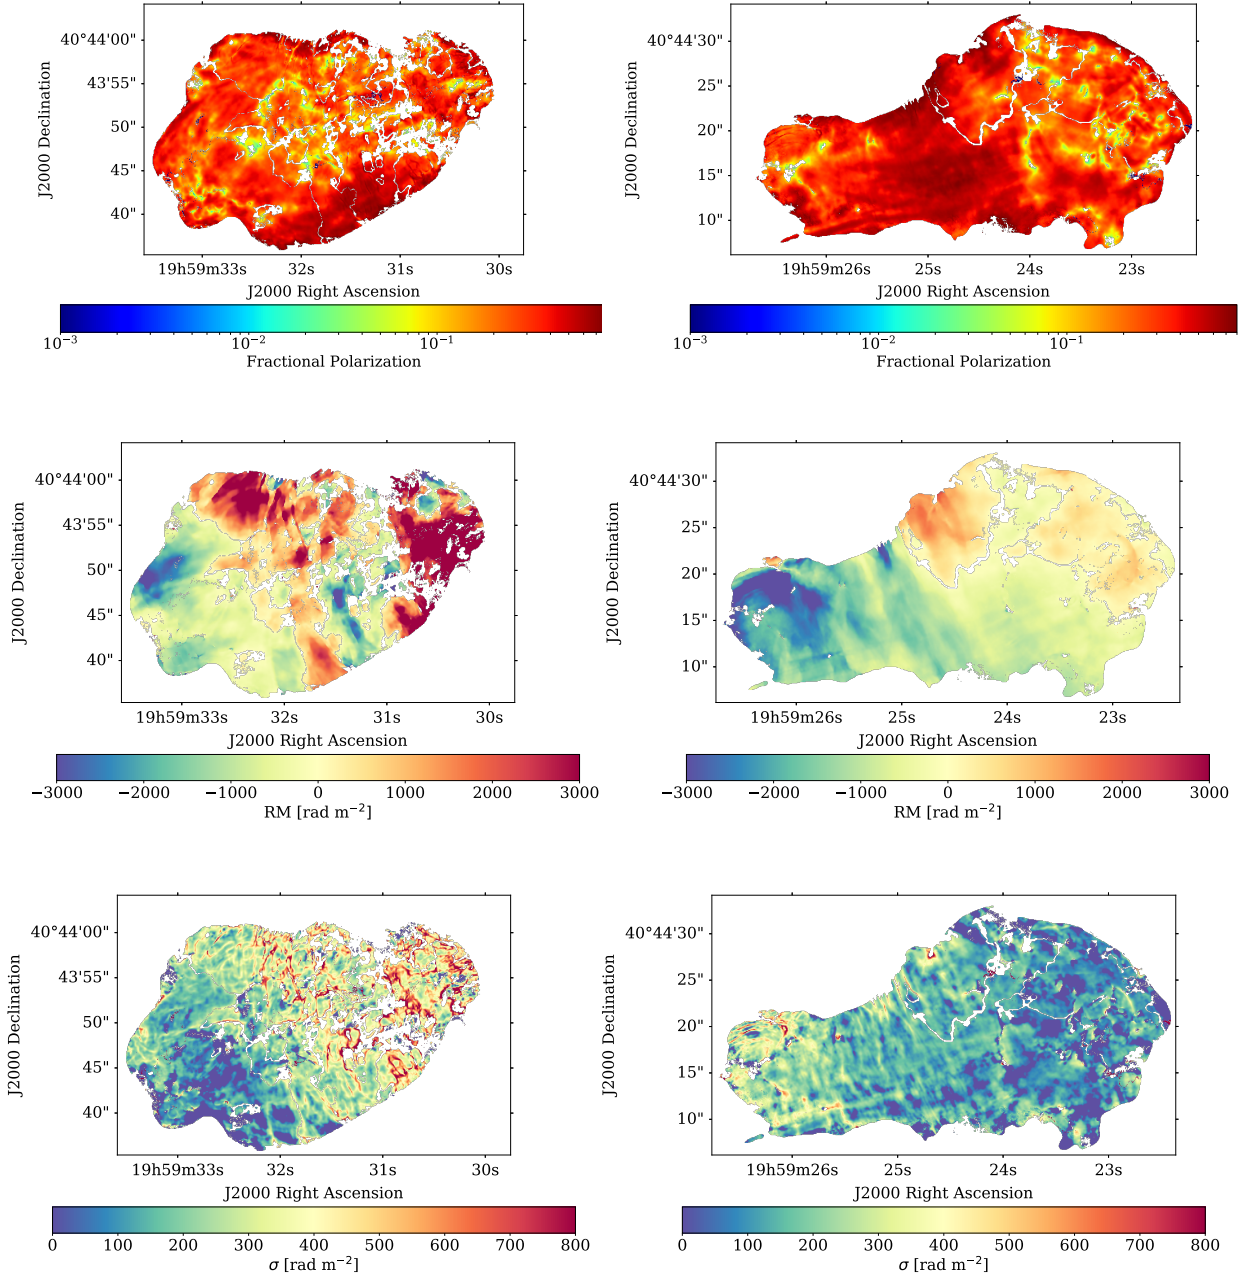 40°44'00"
43'55"
50"
45"
40"
J2000 Declination
19h59m33s 32s 31s 30s
J2000 Right Ascension
10⁻³ 10⁻² 10⁻¹
Fractional Polarization
40°44'30"
25"
20"
15"
10"
J2000 Declination
19h59m26s 25s 24s 23s
J2000 Right Ascension
10⁻³ 10⁻² 10⁻¹
Fractional Polarization
40°44'00"
43'55"
50"
45"
40"
J2000 Declination
19h59m33s 32s 31s 30s
J2000 Right Ascension
−3000 −2000 −1000 0 1000 2000 3000
RM [rad m⁻²]
40°44'30"
25"
20"
15"
10"
J2000 Declination
19h59m26s 25s 24s 23s
J2000 Right Ascension
−3000 −2000 −1000 0 1000 2000 3000
RM [rad m⁻²]
40°44'00"
43'55"
50"
45"
40"
J2000 Declination
19h59m33s 32s 31s 30s
J2000 Right Ascension
0 100 200 300 400 500 600 700 800
σ [rad m⁻²]
40°44'30"
25"
20"
15"
10"
J2000 Declination
19h59m26s 25s 24s 23s
J2000 Right Ascension
0 100 200 300 400 500 600 700 800
σ [rad m⁻²]